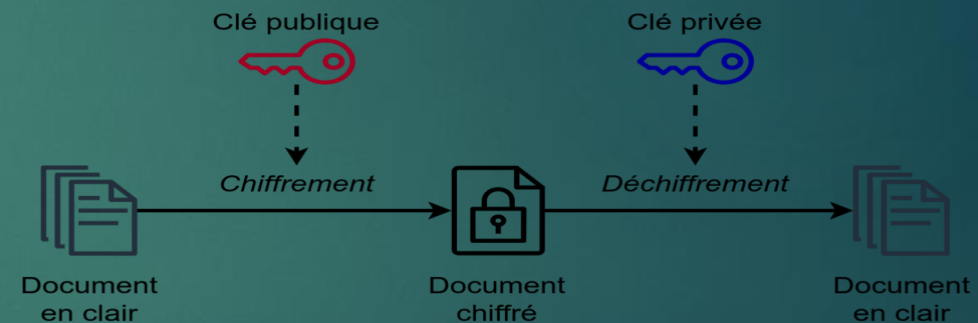 Clé publique
Clé privée
Chiffrement
Déchiffrement
Document
en clair
Document
chiffré
Document
en clair